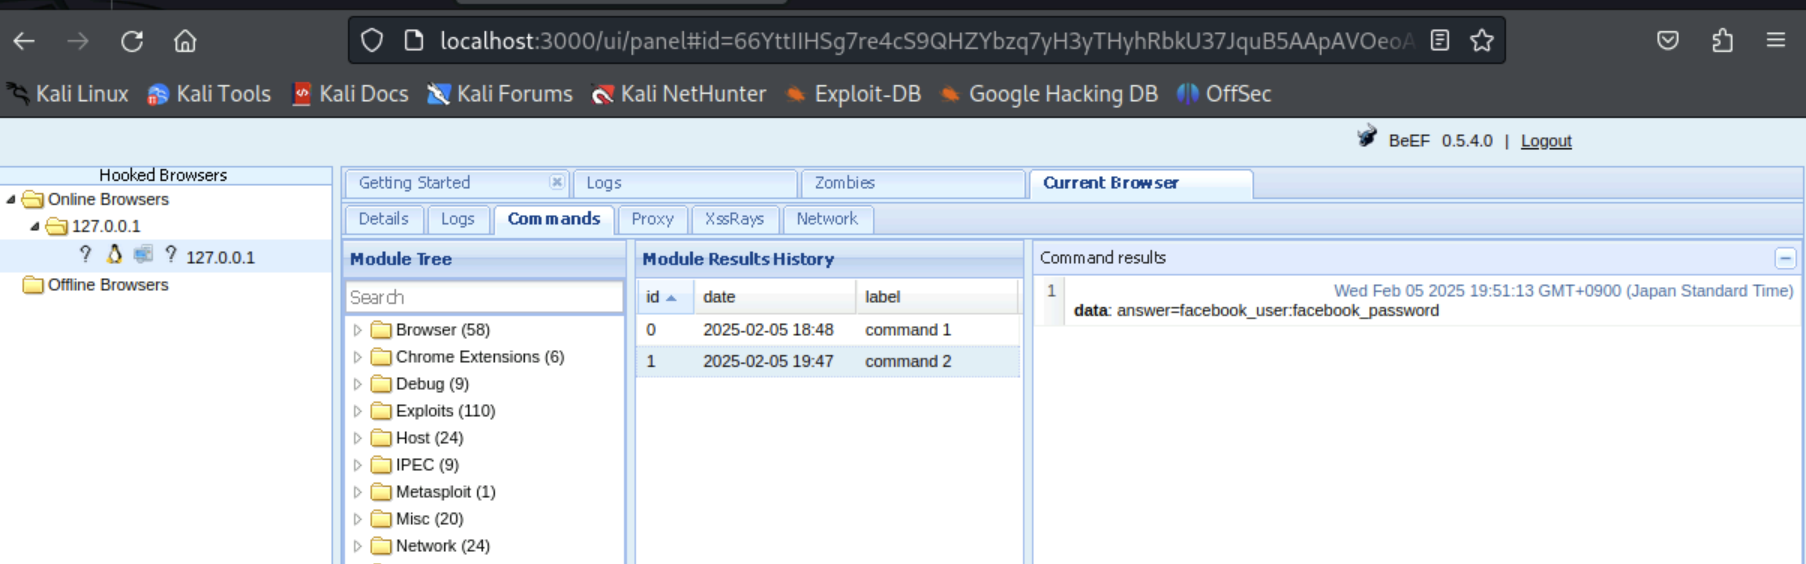 localhost:3000/ui/panel#id=66YttIIHSg7re4cS9QHZYbzq7yH3yTHyhRbkU37JquB5AApAVOeoA
Kali Linux Kali Tools Kali Docs Kali Forums Kali NetHunter Exploit-DB Google Hacking DB OffSec
BeEF 0.5.4.0 | Logout
Hooked Browsers
Online Browsers
127.0.0.1
? ? 127.0.0.1
Offline Browsers
Getting Started Logs Zombies Current Browser
Details Logs Commands Proxy XssRays Network
Module Tree
Search
Browser (58)
Chrome Extensions (6)
Debug (9)
Exploits (110)
Host (24)
IPEC (9)
Metasploit (1)
Misc (20)
Network (24)
Module Results History
id date label
0 2025-02-05 18:48 command 1
1 2025-02-05 19:47 command 2
Command results
1 Wed Feb 05 2025 19:51:13 GMT+0900 (Japan Standard Time)
data: answer=facebook_user:facebook_password